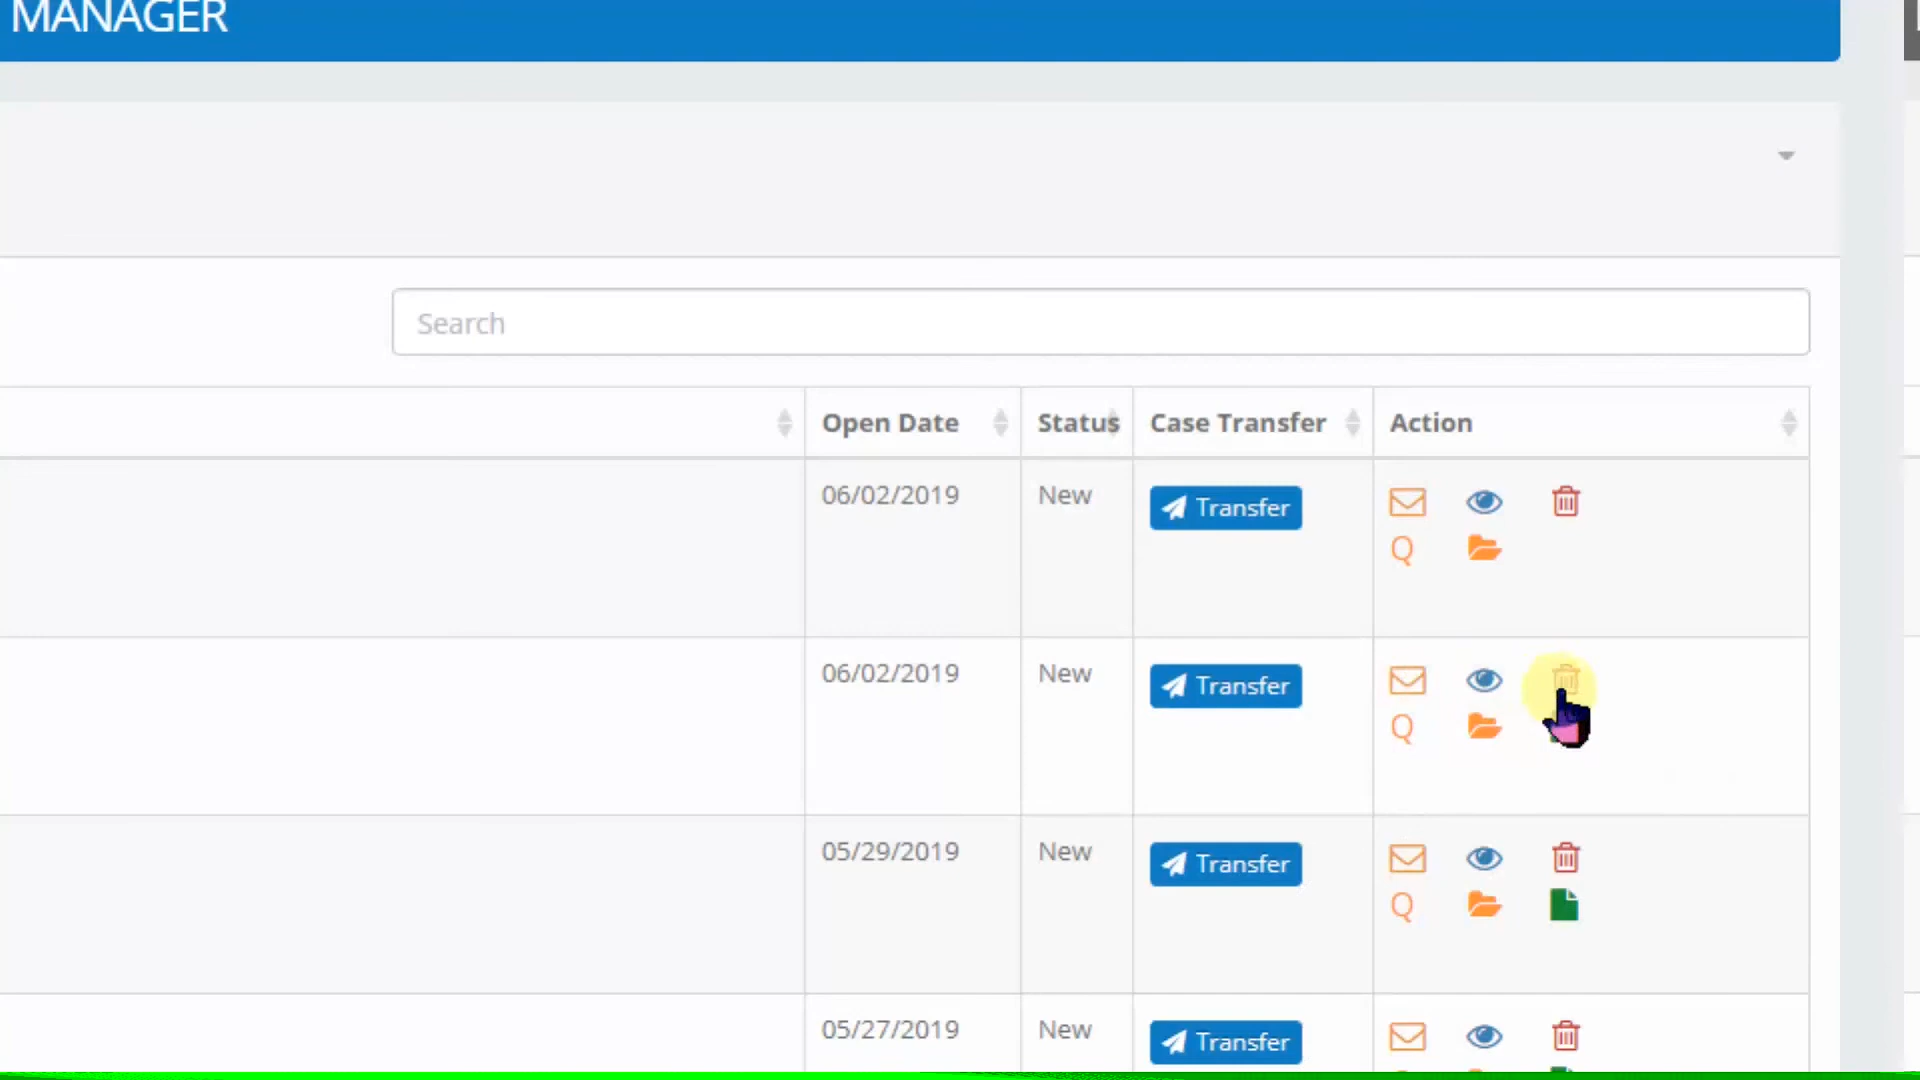 MANAGER
Search
Open Date Status Case Transfer Action
06/02/2019 New Transfer
Q
06/02/2019 New Transfer
Q
05/29/2019 New Transfer
Q
05/27/2019 New Transfer